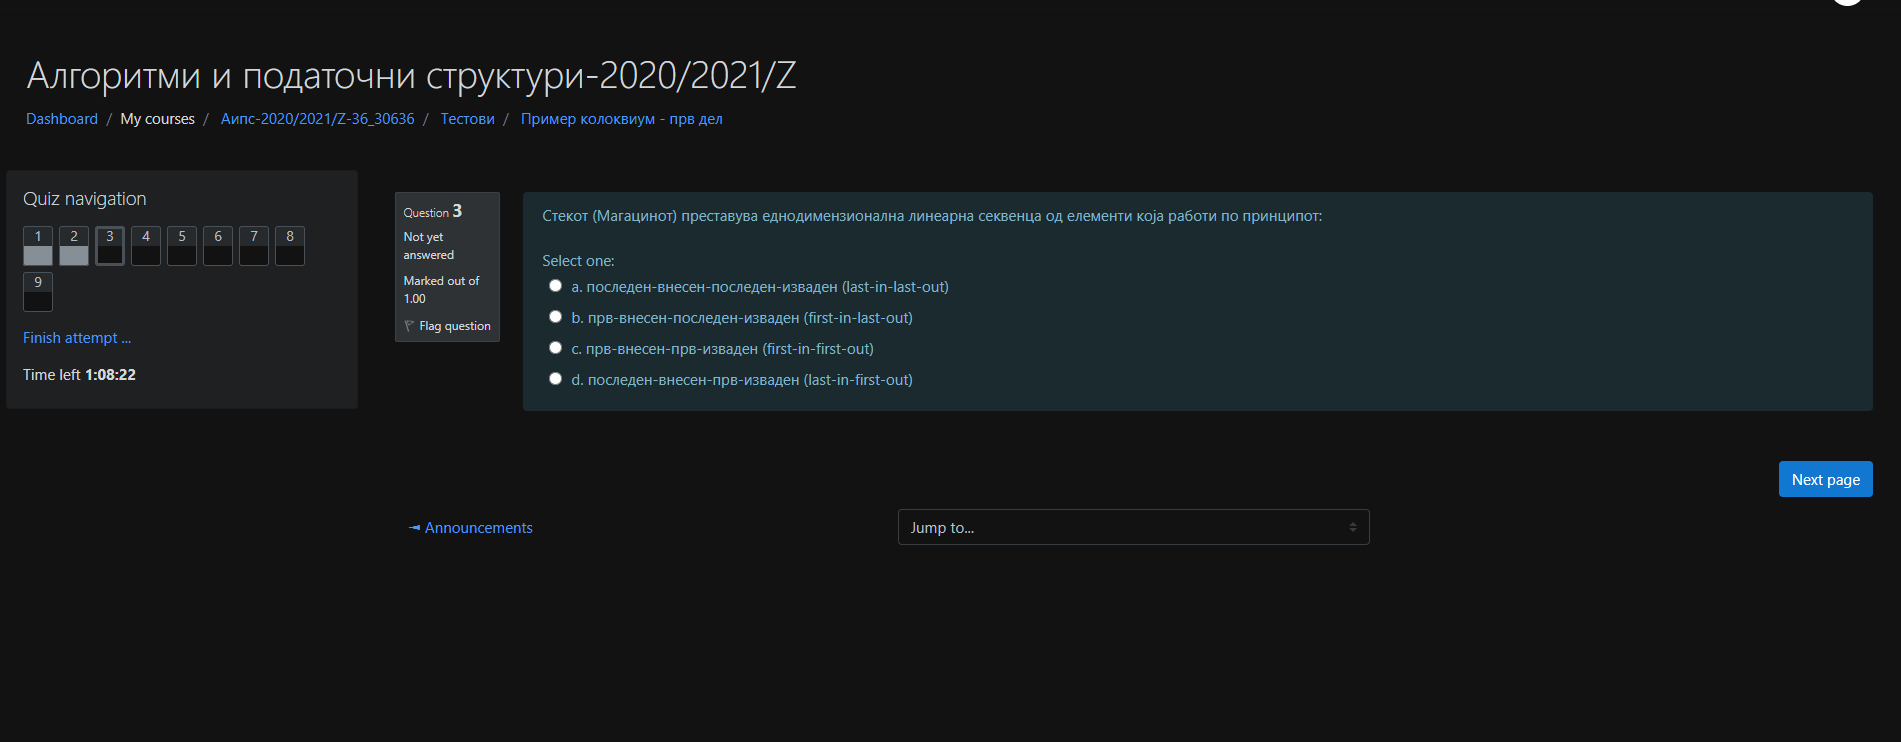 Алгоритми и податочни структури-2020/2021/Z
Dashboard / My courses / Аипс-2020/2021/Z-36_30636 / Тестови / Пример колоквиум - прв дел
Quiz navigation
1 2 3 4 5 6 7 8
9
Finish attempt ...
Time left 1:08:22
Question 3
Not yet
answered
Marked out of
1.00
Flag question
Стекот (Магацинот) преставува еднодимензионална линеарна секвенца од елементи која работи по принципот:
Select one:
a. последен-внесен-последен-изваден (last-in-last-out)
b. прв-внесен-последен-изваден (first-in-last-out)
c. прв-внесен-прв-изваден (first-in-first-out)
d. последен-внесен-прв-изваден (last-in-first-out)
Next page
◄ Announcements
Jump to...